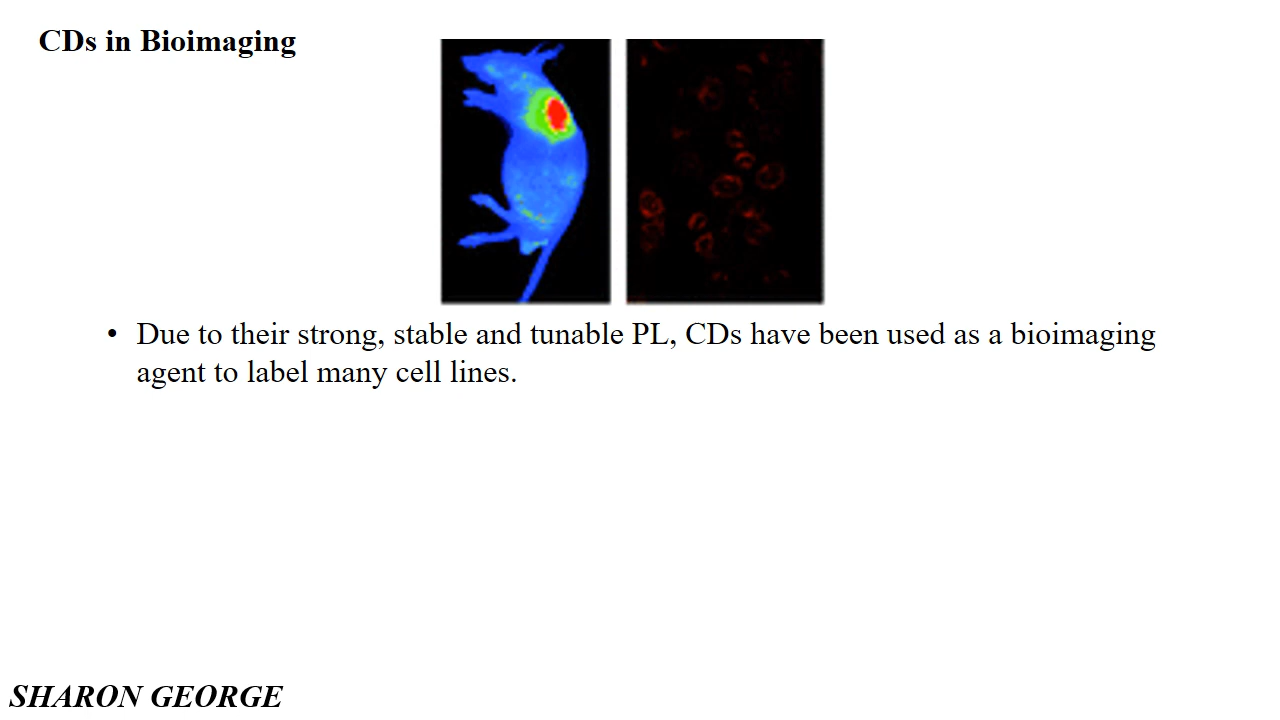 CDs in Bioimaging
• Due to their strong, stable and tunable PL, CDs have been used as a bioimaging
agent to label many cell lines.
SHARON GEORGE